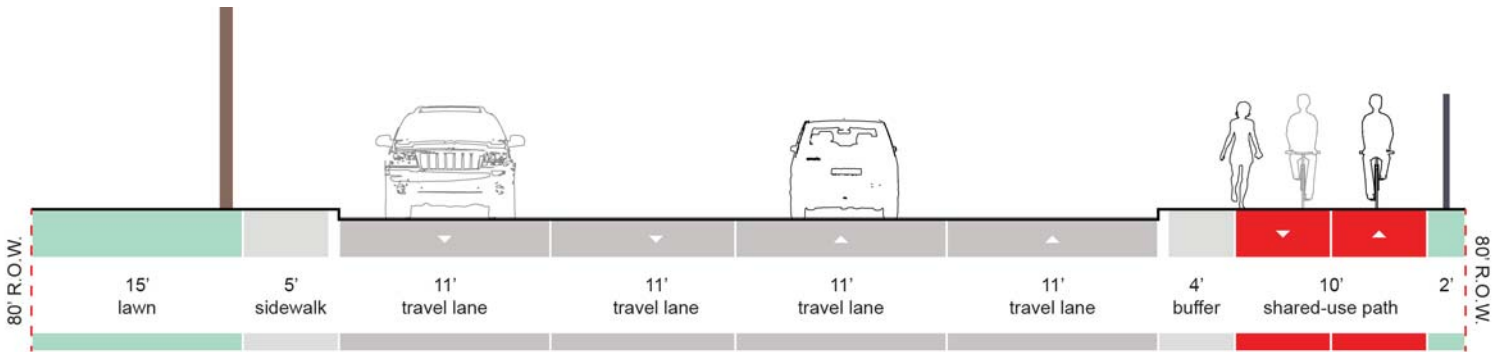 80’ R.O.W.
15’
lawn
5’
sidewalk
11’
travel lane
11’
travel lane
11’
travel lane
11’
travel lane
4’
buffer
10’
shared-use path
2’
80’ R.O.W.